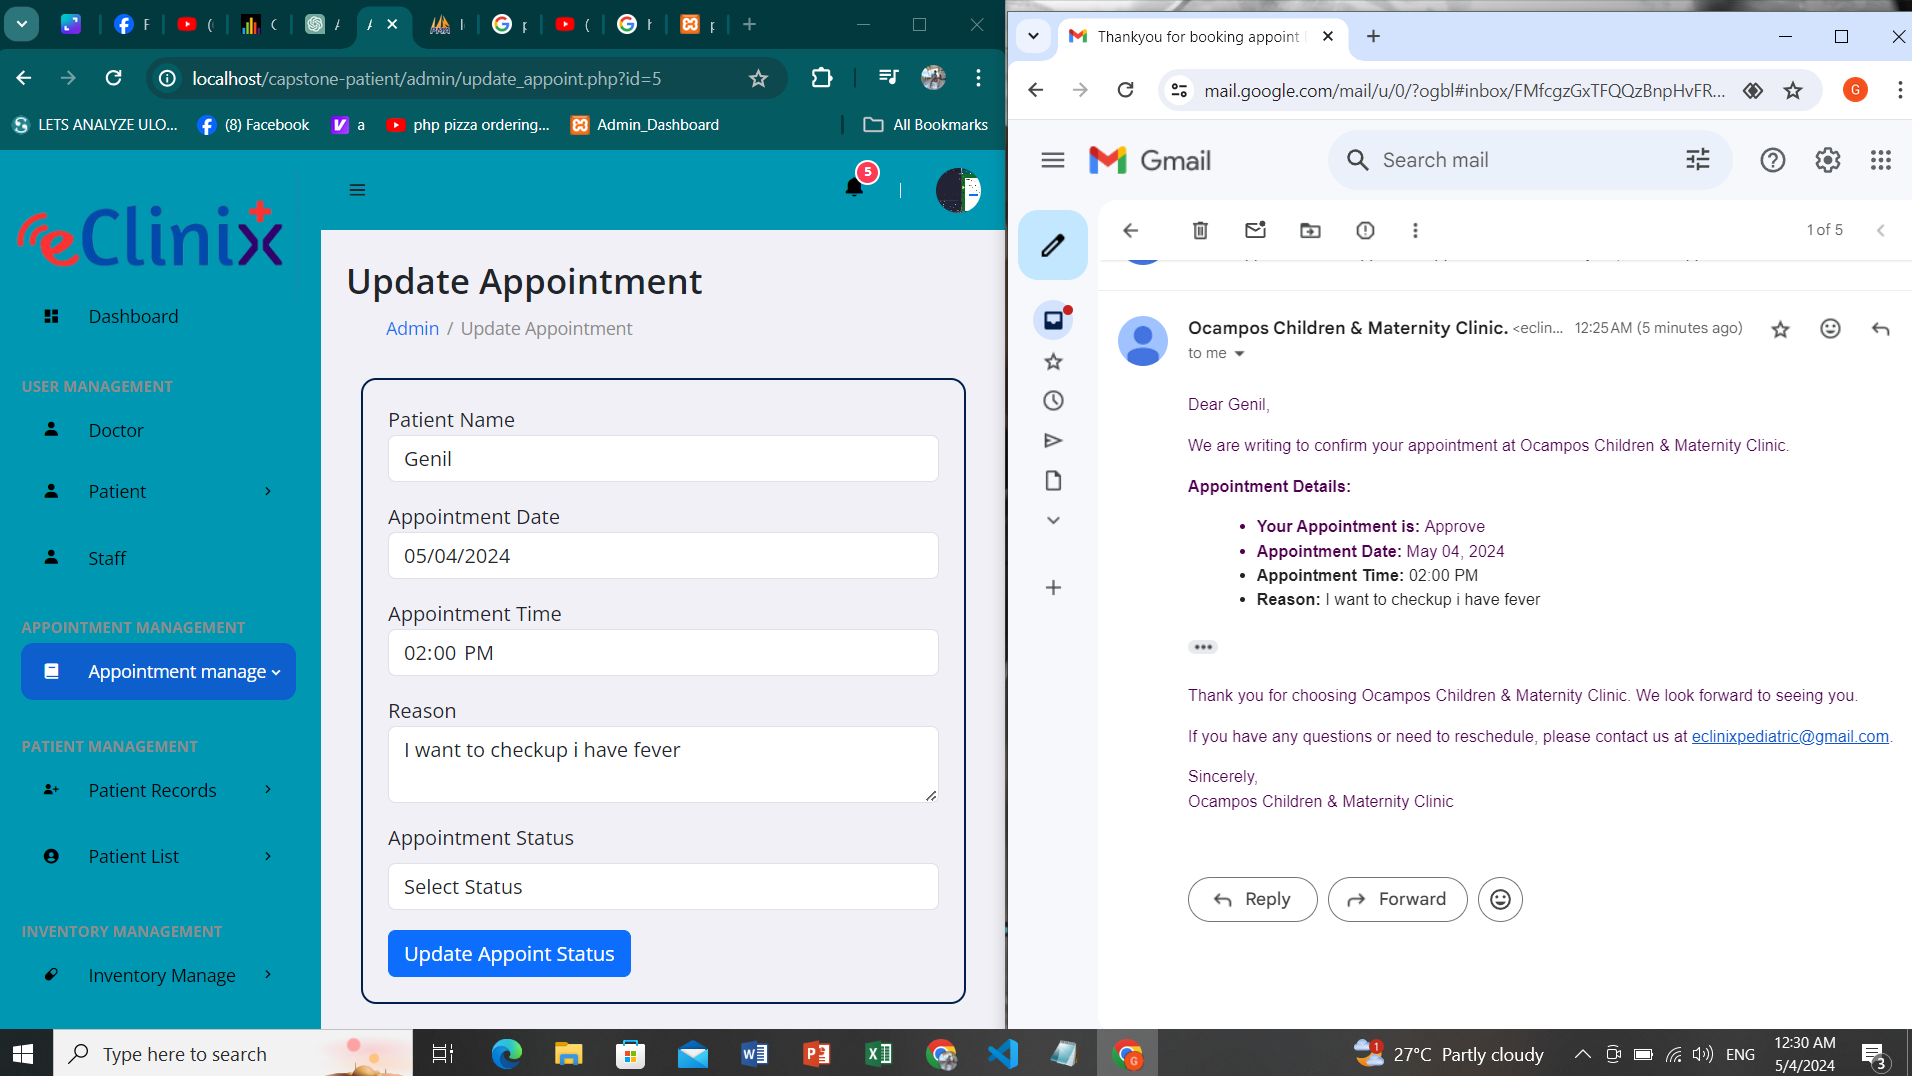 F
(
C
A
A
I
p
(
h
p
localhost/capstone-patient/admin/update_appoint.php?id=5
LETS ANALYZE ULO...
(8) Facebook
a
php pizza ordering...
Admin_Dashboard
All Bookmarks
eClinix
5
Dashboard
USER MANAGEMENT
Doctor
Patient
Staff
APPOINTMENT MANAGEMENT
Appointment manage
PATIENT MANAGEMENT
Patient Records
Patient List
INVENTORY MANAGEMENT
Inventory Manage
Update Appointment
Admin / Update Appointment
Patient Name
Genil
Appointment Date
05/04/2024
Appointment Time
02:00 PM
Reason
I want to checkup i have fever
Appointment Status
Select Status
Update Appoint Status
Thankyou for booking appoint
mail.google.com/mail/u/0/?ogbl#inbox/FMfcgzGxTFQQzBnpHvFR...
G
Gmail
Search mail
1 of 5
Ocampos Children & Maternity Clinic. <eclin... 12:25 AM (5 minutes ago)
to me
Dear Genil,
We are writing to confirm your appointment at Ocampos Children & Maternity Clinic.
Appointment Details:
• Your Appointment is: Approve
• Appointment Date: May 04, 2024
• Appointment Time: 02:00 PM
• Reason: I want to checkup i have fever
Thank you for choosing Ocampos Children & Maternity Clinic. We look forward to seeing you.
If you have any questions or need to reschedule, please contact us at eclinixpediatric@gmail.com.
Sincerely,
Ocampos Children & Maternity Clinic
Reply
Forward
Type here to search
1
27°C Partly cloudy
ENG
12:30 AM
5/4/2024
3